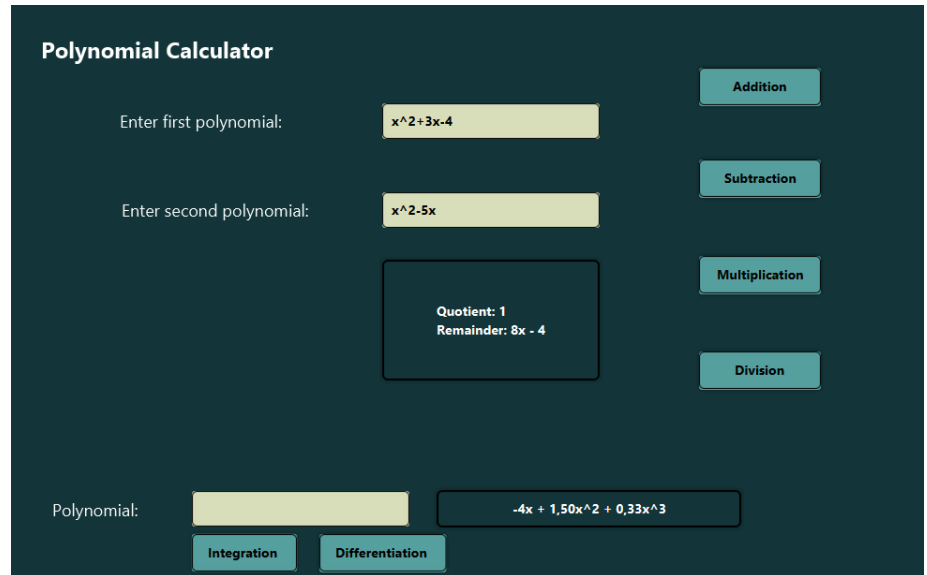 Polynomial Calculator
Addition
Enter first polynomial:
x^2+3x-4
Subtraction
Enter second polynomial:
x^2-5x
Multiplication
Quotient: 1
Remainder: 8x - 4
Division
Polynomial:
-4x + 1,50x^2 + 0,33x^3
Integration
Differentiation